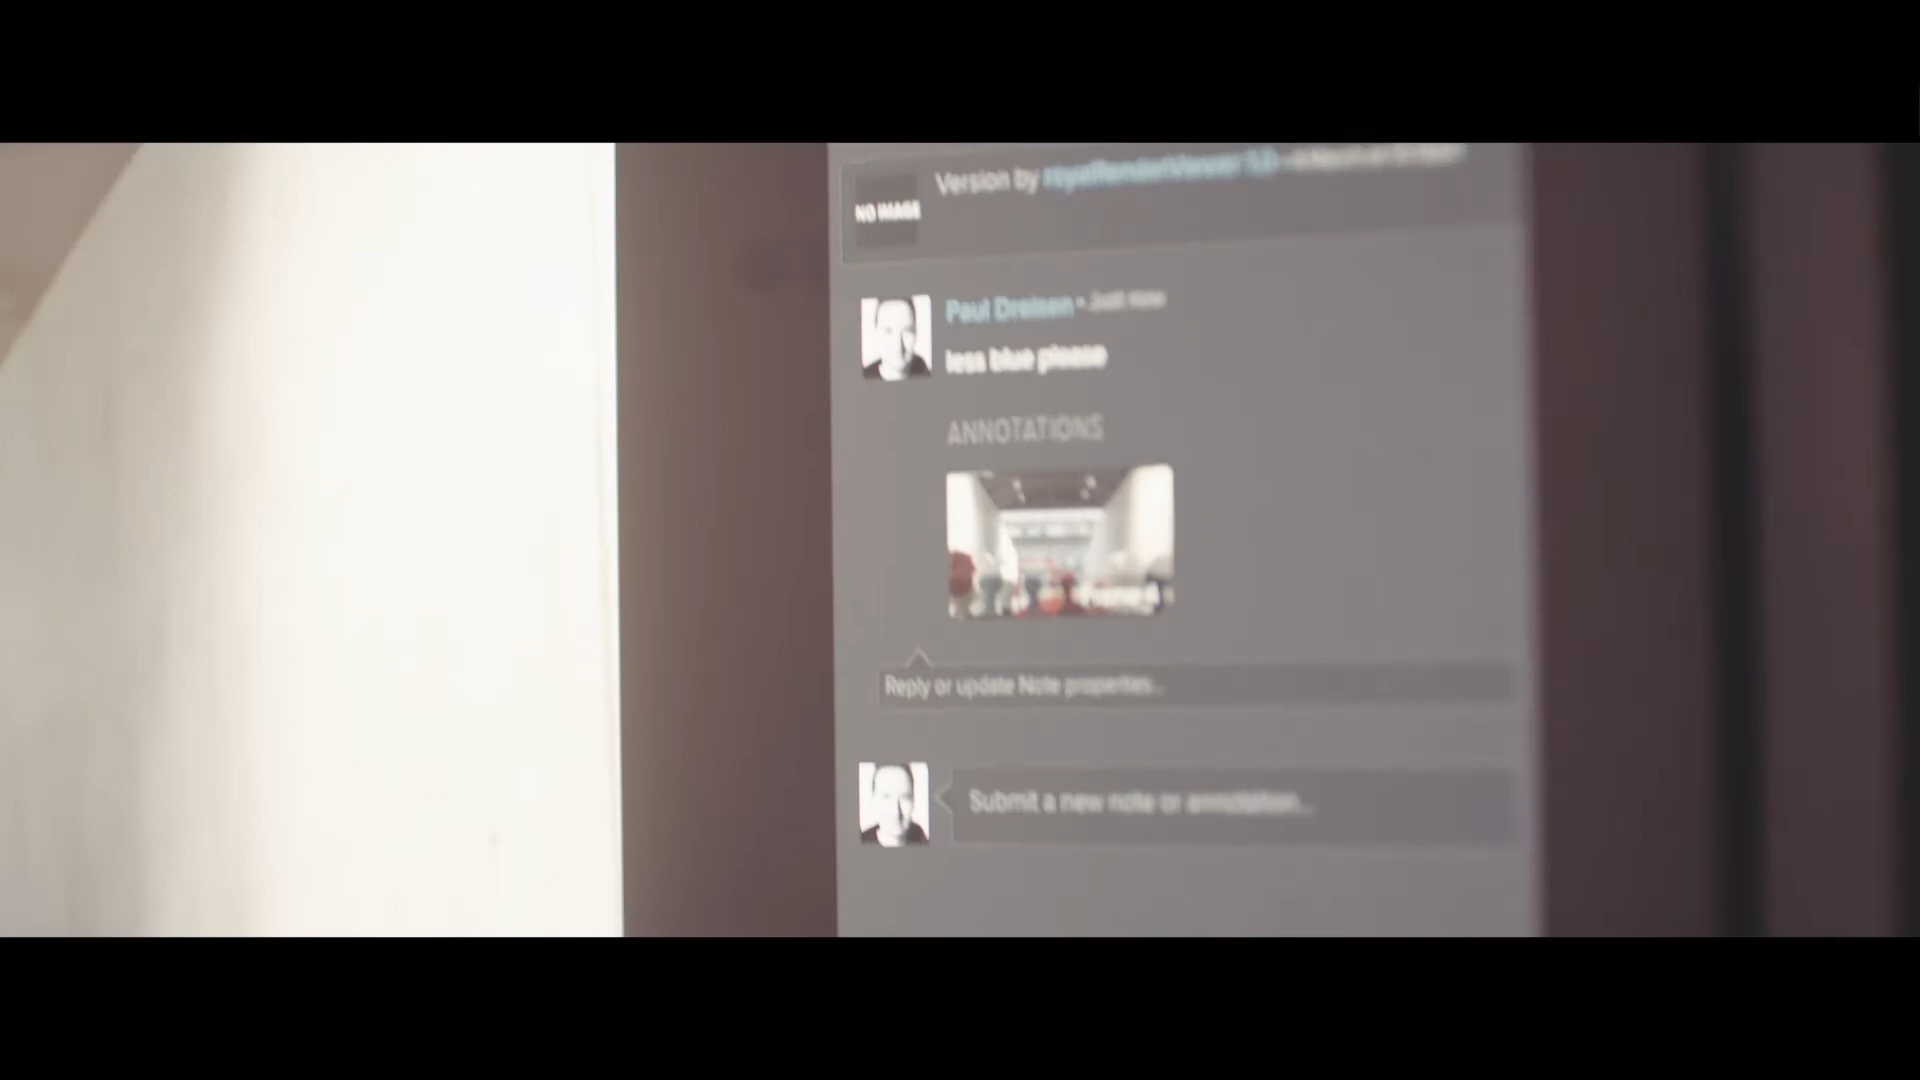 Version by
NO IMAGE
Paul Dreisen • Just now
less blue please
ANNOTATIONS
Reply or update Note properties...
Submit a new note or annotation...